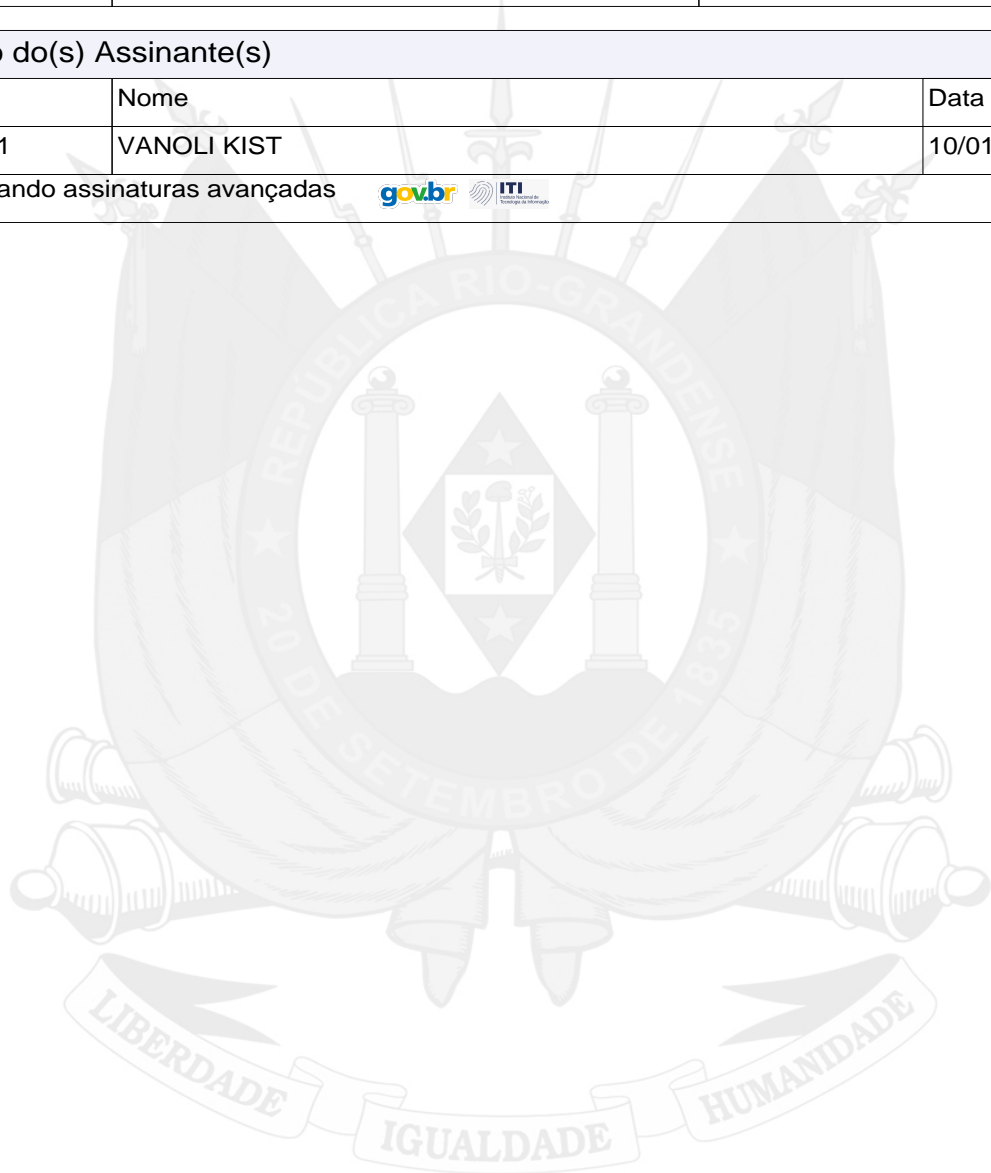 o do(s) Assinante(s)
Nome Data
1 VANOLI KIST 10/01
ando assinaturas avançadas gov.br ITI
REPÚBLICA RIO-GRANDENSE
20 DE SETEMBRO DE 1835
LIBERDADE IGUALDADE HUMANIDADE